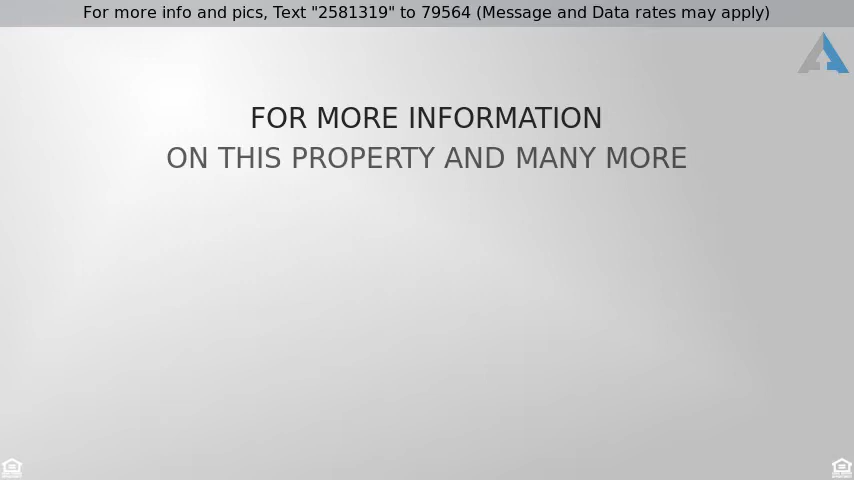 For more info and pics, Text "2581319" to 79564 (Message and Data rates may apply)
FOR MORE INFORMATION
ON THIS PROPERTY AND MANY MORE